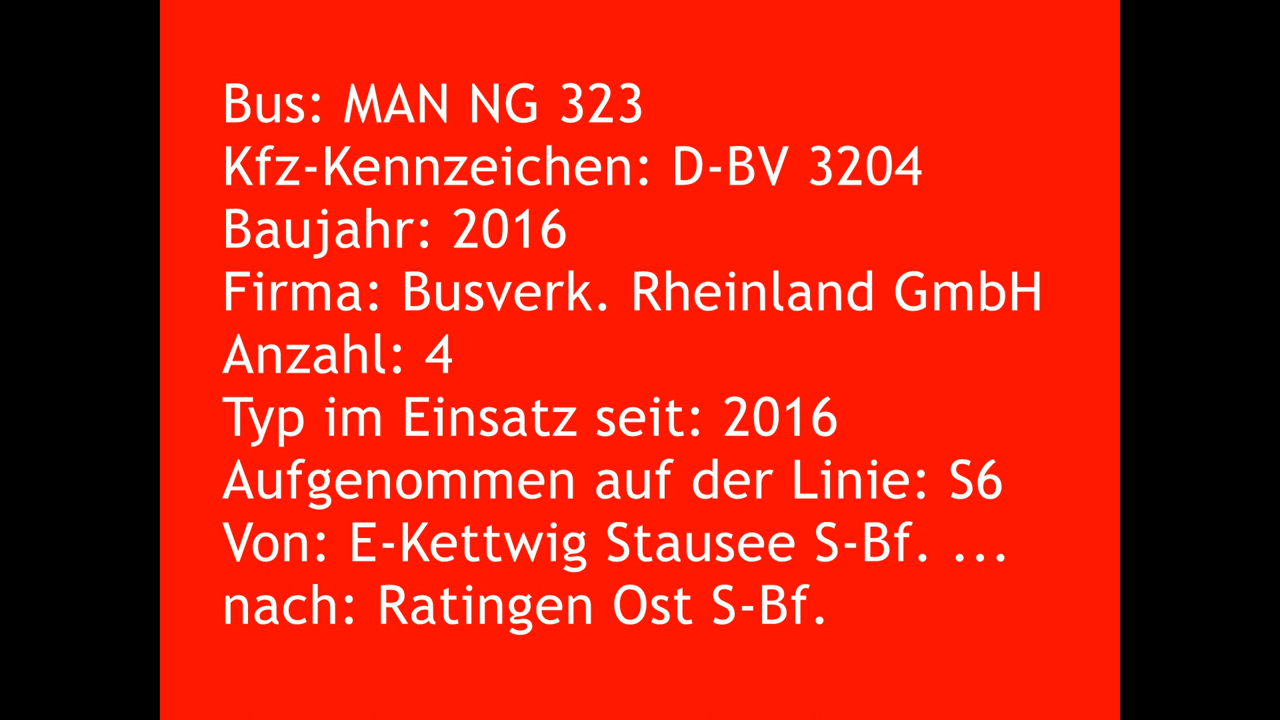 Bus: MAN NG 323
Kfz-Kennzeichen: D-BV 3204
Baujahr: 2016
Firma: Busverk. Rheinland GmbH
Anzahl: 4
Typ im Einsatz seit: 2016
Aufgenommen auf der Linie: S6
Von: E-Kettwig Stausee S-Bf. ...
nach: Ratingen Ost S-Bf.